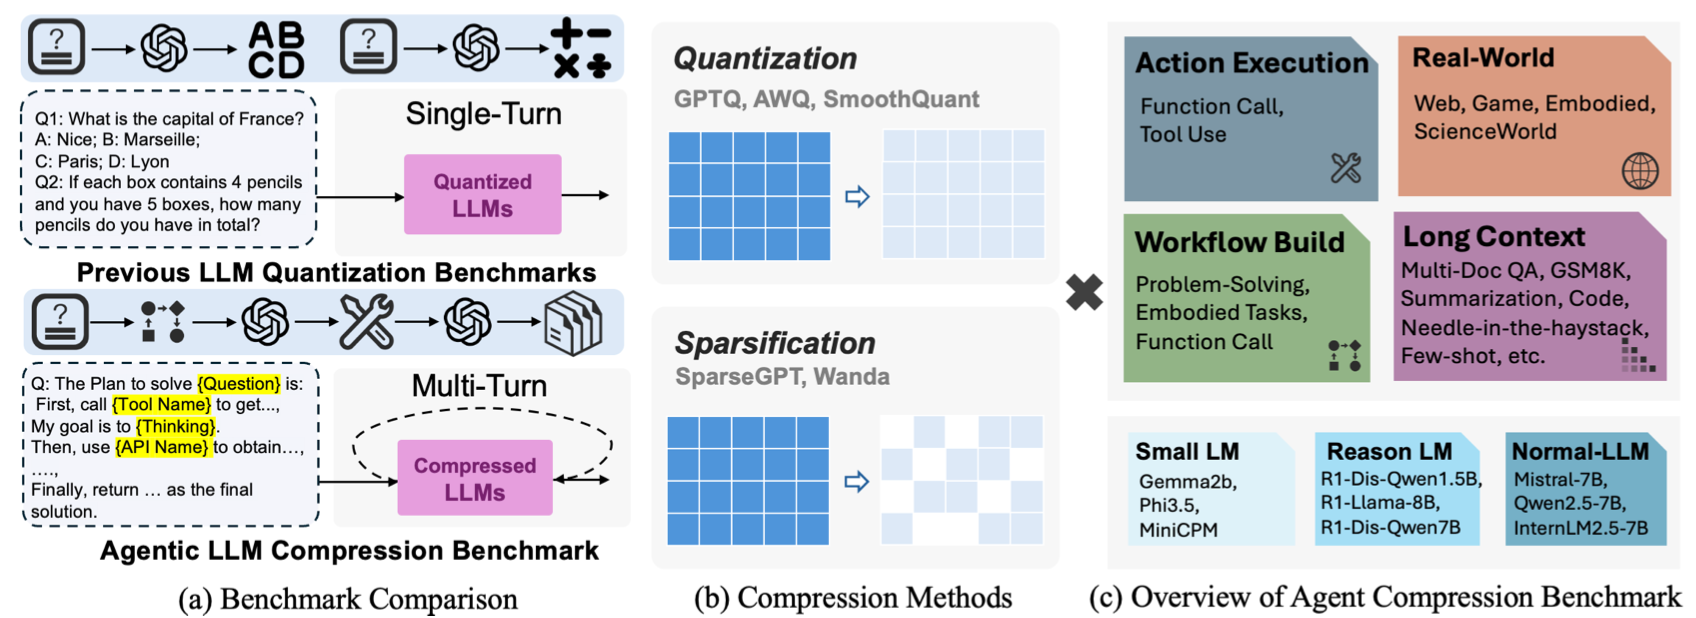 ?
AB
CD
?
Q1: What is the capital of France?
A: Nice; B: Marseille;
C: Paris; D: Lyon
Q2: If each box contains 4 pencils
and you have 5 boxes, how many
pencils do you have in total?
Single-Turn
Quantized
LLMs
Previous LLM Quantization Benchmarks
?
Q: The Plan to solve {Question} is:
First, call {Tool Name} to get...,
My goal is to {Thinking}.
Then, use {API Name} to obtain...,
....,
Finally, return ... as the final
solution.
Multi-Turn
Compressed
LLMs
Agentic LLM Compression Benchmark
(a) Benchmark Comparison
Quantization
GPTQ, AWQ, SmoothQuant
Sparsification
SparseGPT, Wanda
(b) Compression Methods
Action Execution
Function Call,
Tool Use
Real-World
Web, Game, Embodied,
ScienceWorld
Workflow Build
Problem-Solving,
Embodied Tasks,
Function Call
Long Context
Multi-Doc QA, GSM8K,
Summarization, Code,
Needle-in-the-haystack,
Few-shot, etc.
Small LM
Gemma2b,
Phi3.5,
MiniCPM
Reason LM
R1-Dis-Qwen1.5B,
R1-Llama-8B,
R1-Dis-Qwen7B
Normal-LLM
Mistral-7B,
Qwen2.5-7B,
InternLM2.5-7B
(c) Overview of Agent Compression Benchmark